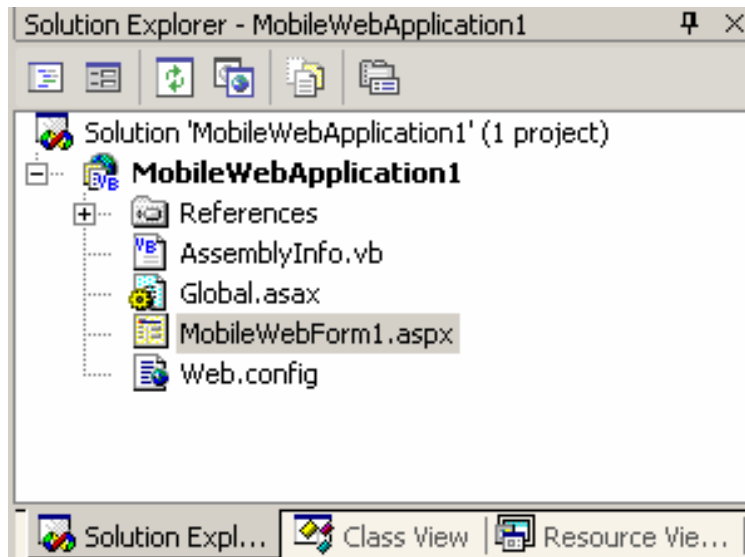 Solution Explorer - MobileWebApplication1
Solution 'MobileWebApplication1' (1 project)
MobileWebApplication1
References
AssemblyInfo.vb
Global.asax
MobileWebForm1.aspx
Web.config
Solution Expl... Class View Resource Vie...